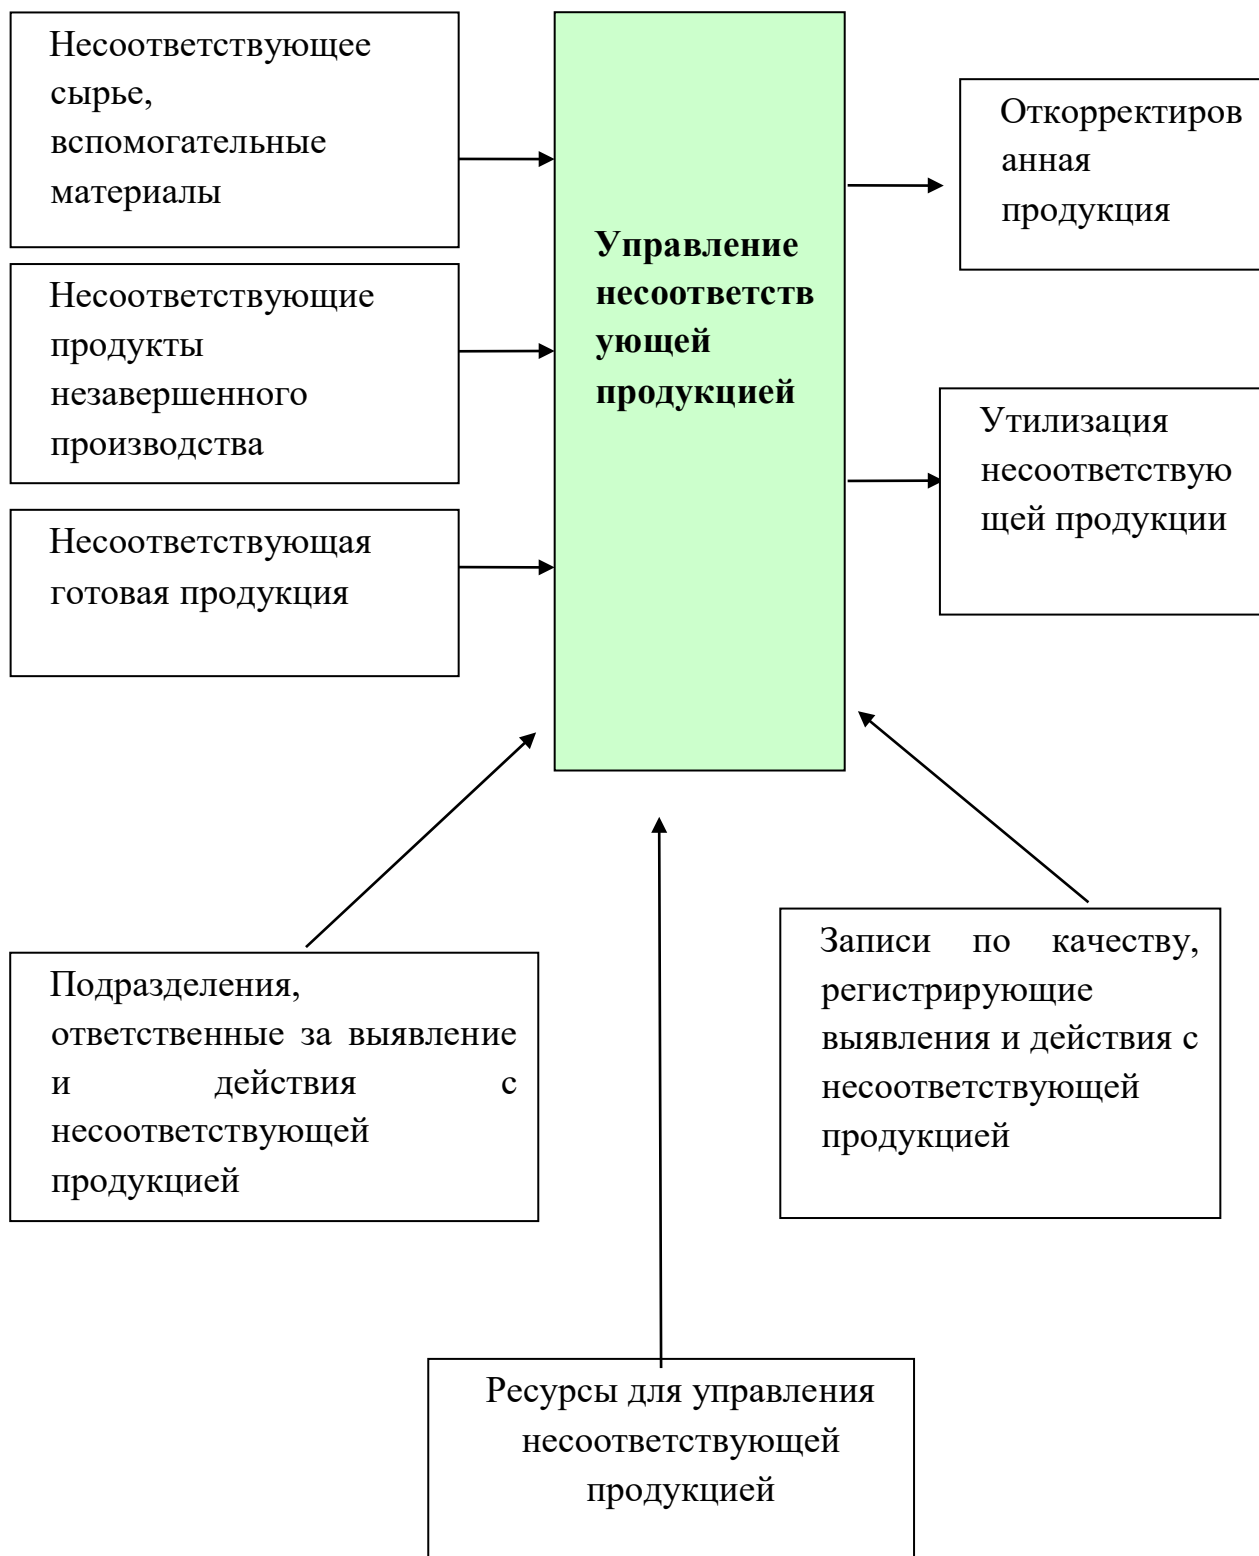 Несоответствующее
сырье,
вспомогательные
материалы
Несоответствующие
продукты
незавершенного
производства
Несоответствующая
готовая продукция
Управление
несоответств
ующей
продукцией
Откорректиров
анная
продукция
Утилизация
несоответствую
щей продукции
Подразделения,
ответственные за выявление
и действия с
несоответствующей
продукцией
Записи по качеству,
регистрирующие
выявления и действия с
несоответствующей
продукцией
Ресурсы для управления
несоответствующей
продукцией